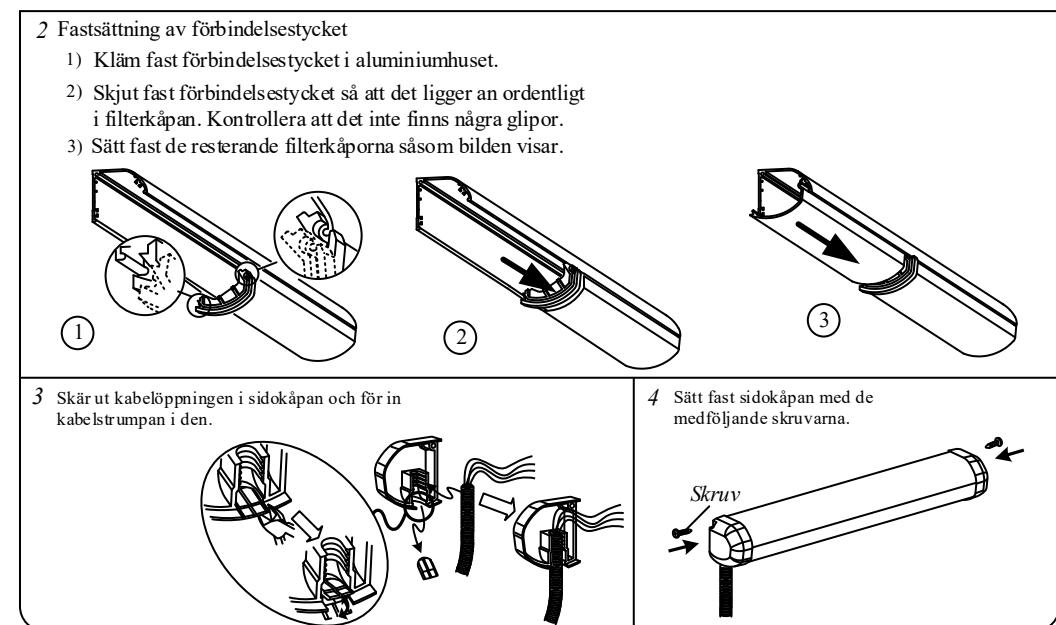 2 Fastsättning av förbindelsestycket
1) Kläm fast förbindelsestycket i aluminiumhuset.
2) Skjut fast förbindelsestycket så att det ligger an ordentligt
i filterkåpan. Kontrollera att det inte finns några glipor.
3) Sätt fast de resterande filterkåporna såsom bilden visar.
1
2
3
3 Skär ut kabelöppningen i sidokåpan och för in
kabelstrumpan i den.
4 Sätt fast sidokåpan med de
medföljande skruvarna.
Skruv